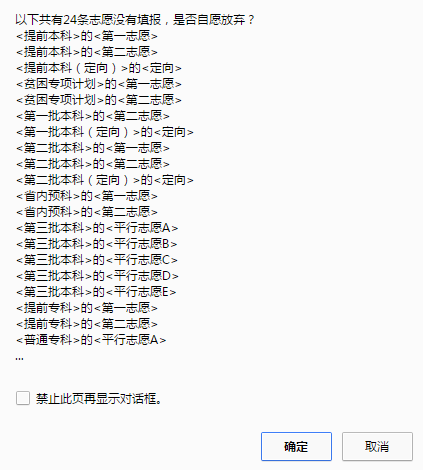 以下共有24条志愿没有填报，是否自愿放弃？
<提前本科>的<第一志愿>
<提前本科>的<第二志愿>
<提前本科（定向）>的<定向>
<贫困专项计划>的<第一志愿>
<贫困专项计划>的<第二志愿>
<第一批本科>的<第二志愿>
<第一批本科（定向）>的<定向>
<第二批本科>的<第一志愿>
<第二批本科>的<第二志愿>
<第二批本科（定向）>的<定向>
<省内预科>的<第一志愿>
<省内预科>的<第二志愿>
<第三批本科>的<平行志愿A>
<第三批本科>的<平行志愿B>
<第三批本科>的<平行志愿C>
<第三批本科>的<平行志愿D>
<第三批本科>的<平行志愿E>
<提前专科>的<第一志愿>
<提前专科>的<第二志愿>
<普通专科>的<平行志愿A>
...
禁止此页再显示对话框。
确定
取消